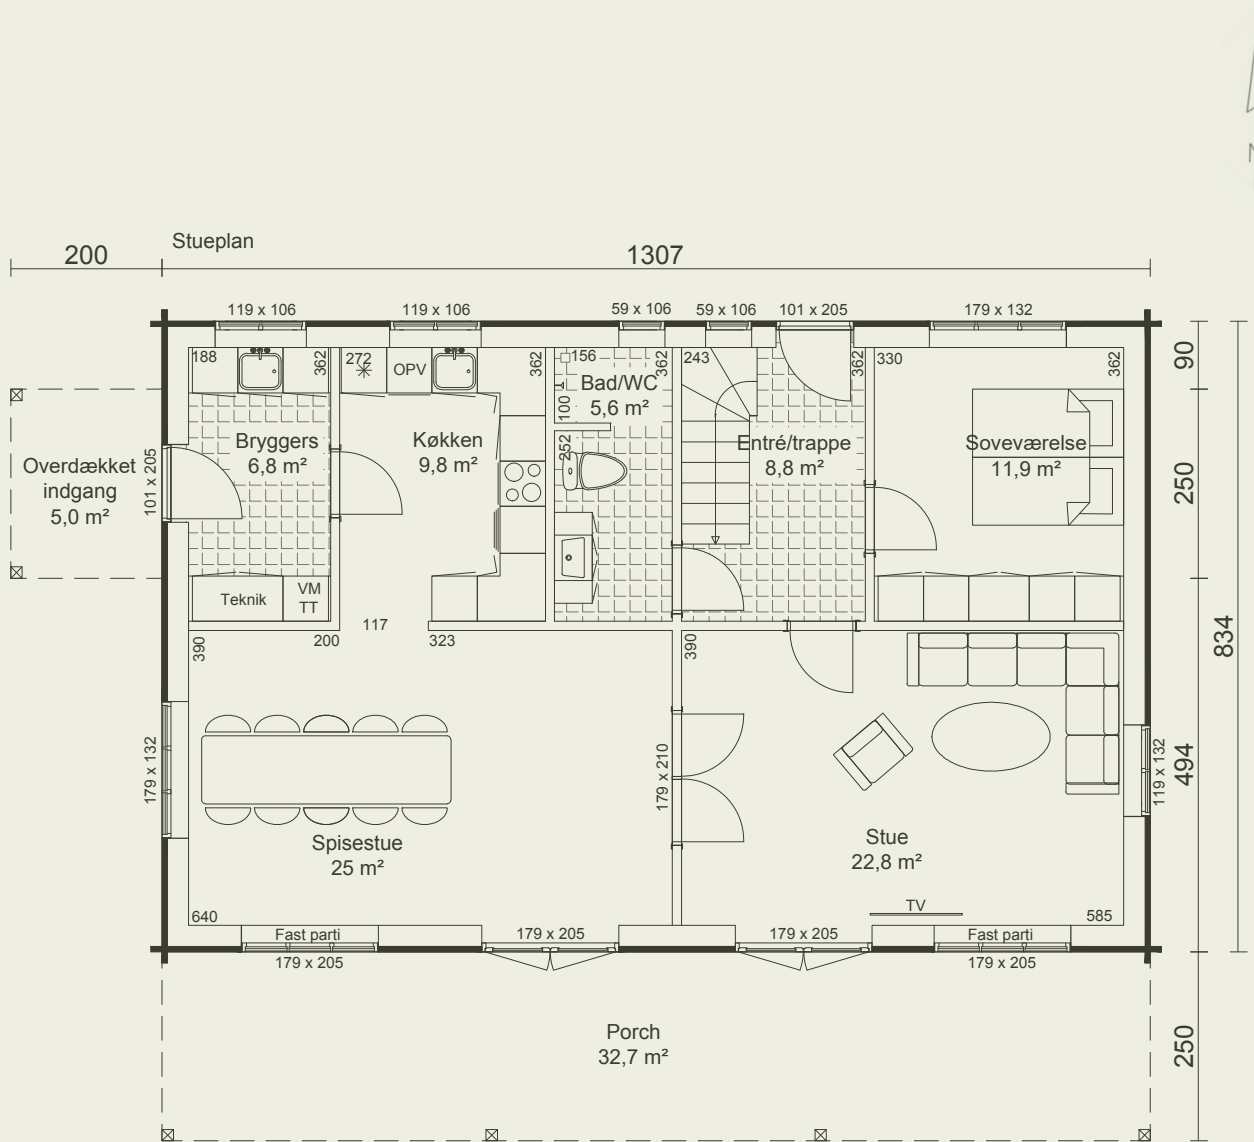 Stueplan
200
1307
119 x 106
119 x 106
59 x 106
59 x 106
101 x 205
179 x 132
188
362
272
OPV
362
156
362
243
362
330
362
90
Bad/WC
5,6 m²
100
252
Bryggers
6,8 m²
Køkken
9,8 m²
Entré/trappe
8,8 m²
Soveværelse
11,9 m²
Overdækket
indgang
5,0 m²
101 x 205
250
Teknik
VM
TT
117
200
323
390
390
834
179 x 132
179 x 210
119 x 132
494
Spisestue
25 m²
Stue
22,8 m²
TV
640
585
Fast parti
179 x 205
179 x 205
179 x 205
Fast parti
179 x 205
Porch
32,7 m²
250